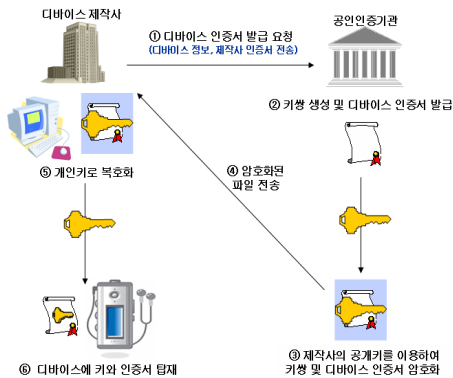 디바이스 제작사
① 디바이스 인증서 발급 요청
(디바이스 정보, 제작사 인증서 전송)
공인인증기관
② 키쌍 생성 및 디바이스 인증서 발급
④ 암호화된
파일 전송
⑤ 개인키로 복호화
③ 제작사의 공개키를 이용하여
키쌍 및 디바이스 인증서 암호화
⑥ 디바이스에 키와 인증서 탑재